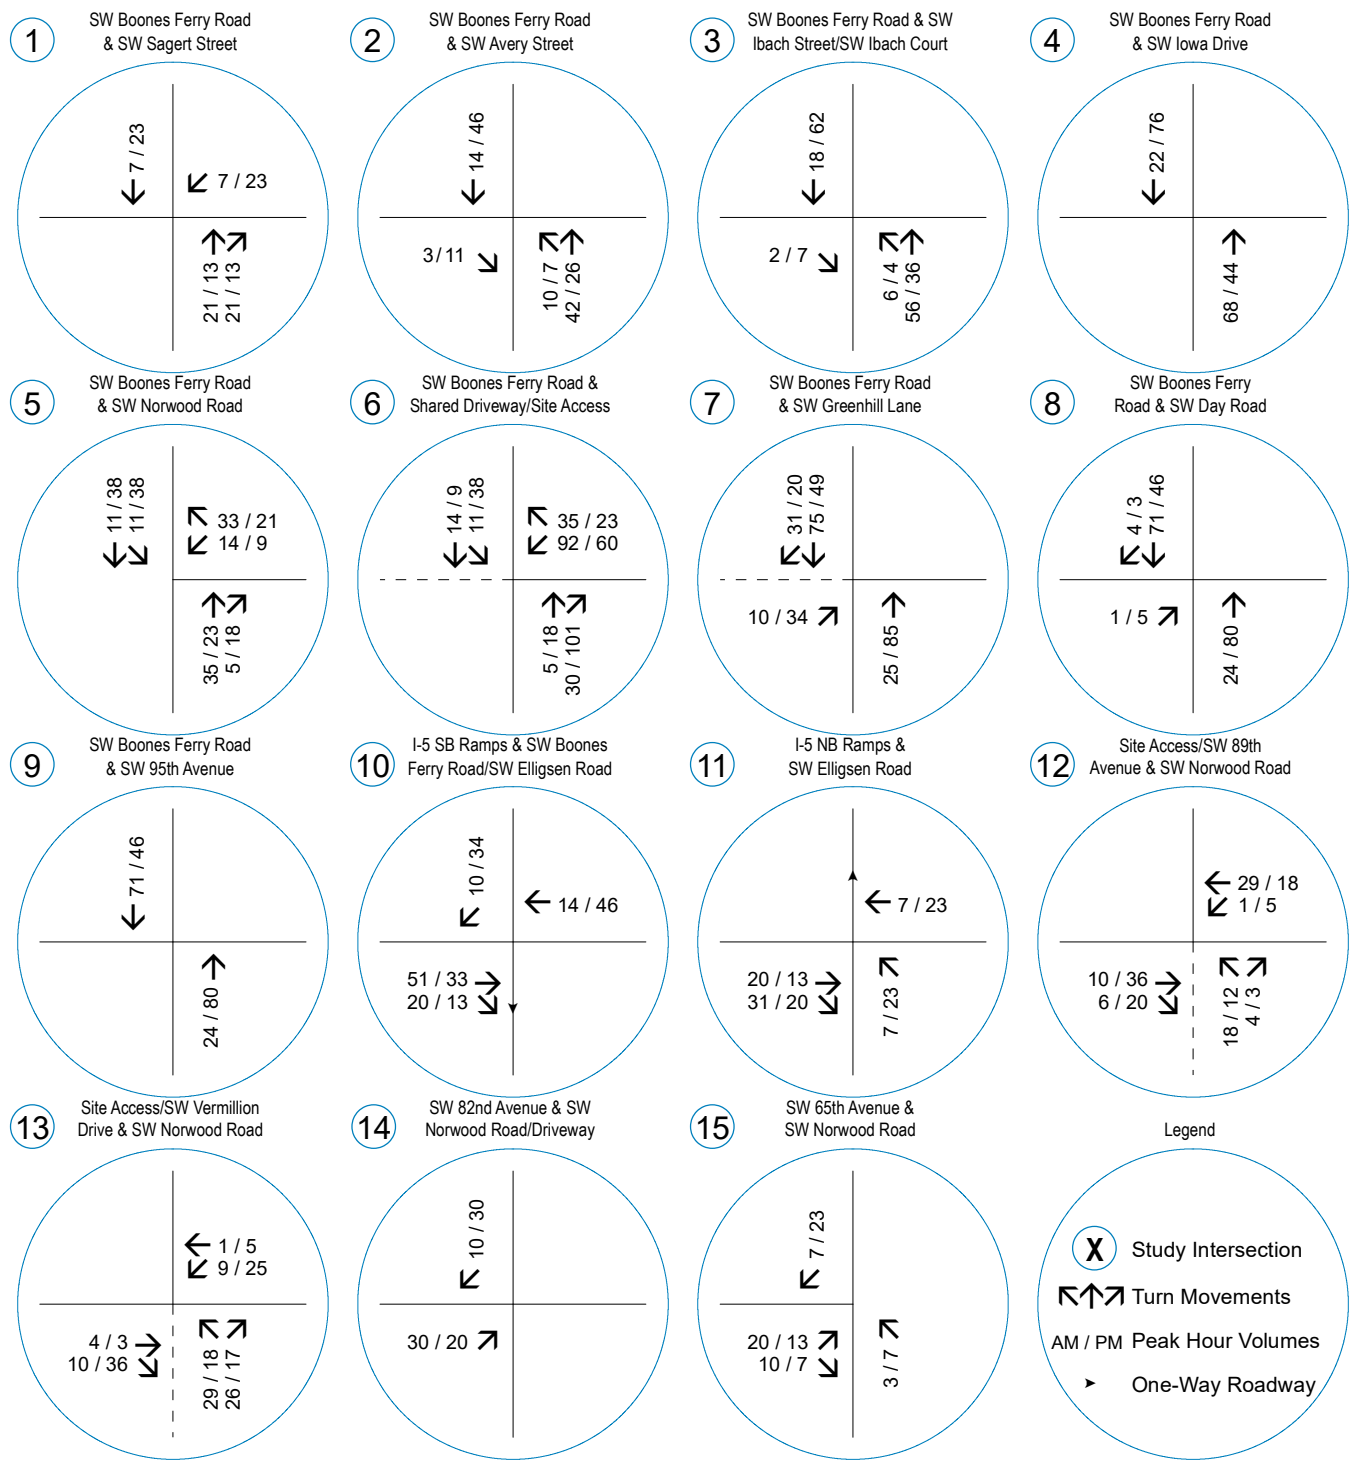 1
SW Boones Ferry Road
& SW Sagert Street
7 / 23
7 / 23
21 / 13
21 / 13
2
SW Boones Ferry Road
& SW Avery Street
14 / 46
3/11
10 / 7
42 / 26
3
SW Boones Ferry Road & SW
Ibach Street/SW Ibach Court
18 / 62
2 / 7
6 / 4
56 / 36
4
SW Boones Ferry Road
& SW Iowa Drive
22 / 76
68 / 44
5
SW Boones Ferry Road
& SW Norwood Road
11 / 38
11 / 38
33 / 21
14 / 9
35 / 23
5 / 18
6
SW Boones Ferry Road &
Shared Driveway/Site Access
14 / 9
11 / 38
35 / 23
92 / 60
5 / 18
30 / 101
7
SW Boones Ferry Road
& SW Greenhill Lane
31 / 20
75 / 49
10 / 34
25 / 85
8
SW Boones Ferry
Road & SW Day Road
4 / 3
71 / 46
1 / 5
24 / 80
9
SW Boones Ferry Road
& SW 95th Avenue
71 / 46
24 / 80
10
I-5 SB Ramps & SW Boones
Ferry Road/SW Elligsen Road
10 / 34
14 / 46
51 / 33
20 / 13
11
I-5 NB Ramps &
SW Elligsen Road
7 / 23
20 / 13
31 / 20
7 / 23
12
Site Access/SW 89th
Avenue & SW Norwood Road
29 / 18
1 / 5
10 / 36
6 / 20
18 / 12
4 / 3
13
Site Access/SW Vermillion
Drive & SW Norwood Road
1 / 5
9 / 25
4 / 3
10 / 36
29 / 18
26 / 17
14
SW 82nd Avenue & SW
Norwood Road/Driveway
10 / 30
30 / 20
15
SW 65th Avenue &
SW Norwood Road
7 / 23
20 / 13
10 / 7
3 / 7
Legend
X Study Intersection
Turn Movements
AM / PM Peak Hour Volumes
One-Way Roadway